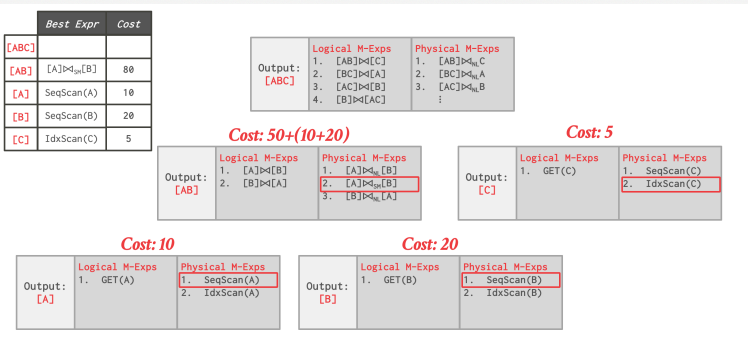 Best Expr Cost
[ABC]
[AB] [A]⋈SM[B] 80
[A] SeqScan(A) 10
[B] SeqScan(B) 20
[C] IdxScan(C) 5
Output:
[ABC]
Logical M-Exps
1. [AB]⋈[C]
2. [BC]⋈[A]
3. [AC]⋈[B]
4. [B]⋈[AC]
Physical M-Exps
1. [AB]⋈NLC
2. [BC]⋈NLA
3. [AC]⋈NLB
⋮
Cost: 50+(10+20)
Output:
[AB]
Logical M-Exps
1. [A]⋈[B]
2. [B]⋈[A]
Physical M-Exps
1. [A]⋈NL[B]
2. [A]⋈SM[B]
3. [B]⋈NL[A]
Cost: 5
Output:
[C]
Logical M-Exps
1. GET(C)
Physical M-Exps
1. SeqScan(C)
2. IdxScan(C)
Cost: 10
Output:
[A]
Logical M-Exps
1. GET(A)
Physical M-Exps
1. SeqScan(A)
2. IdxScan(A)
Cost: 20
Output:
[B]
Logical M-Exps
1. GET(B)
Physical M-Exps
1. SeqScan(B)
2. IdxScan(B)